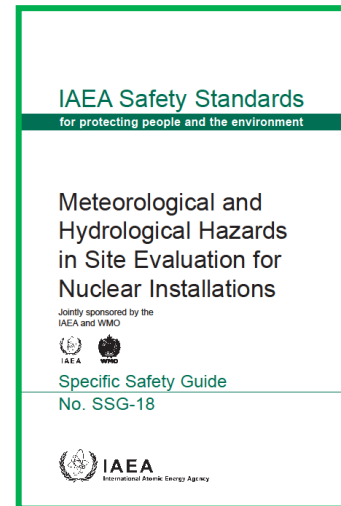 IAEA Safety Standards
for protecting people and the environment
Meteorological and
Hydrological Hazards
in Site Evaluation for
Nuclear Installations
Jointly sponsored by the
IAEA and WMO
IAEA WMO
Specific Safety Guide
No. SSG-18
IAEA
International Atomic Energy Agency